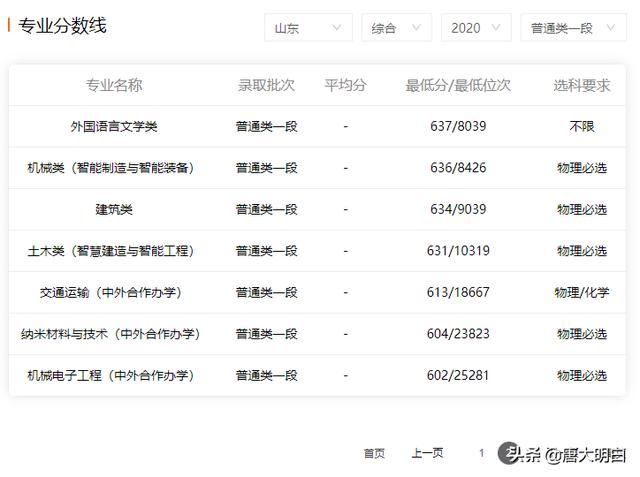 专业分数线
山东 综合 2020 普通类一段
专业名称 录取批次 平均分 最低分/最低位次 选科要求
外国语言文学类 普通类一段 - 637/8039 不限
机械类（智能制造与智能装备） 普通类一段 - 636/8426 物理必选
建筑类 普通类一段 - 634/9039 物理必选
土木类（智慧建造与智能工程） 普通类一段 - 631/10319 物理必选
交通运输（中外合作办学） 普通类一段 - 613/18667 物理/化学
纳米材料与技术（中外合作办学） 普通类一段 - 604/23823 物理必选
机械电子工程（中外合作办学） 普通类一段 - 602/25281 物理必选
首页 上一页 1
头条 @唐大明白